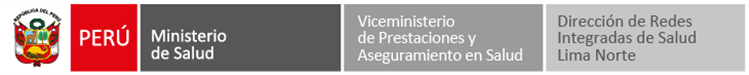 REPÚBLICA DEL PERÚ
PERÚ
Ministerio
de Salud
Viceministerio
de Prestaciones y
Aseguramiento en Salud
Dirección de Redes
Integradas de Salud
Lima Norte